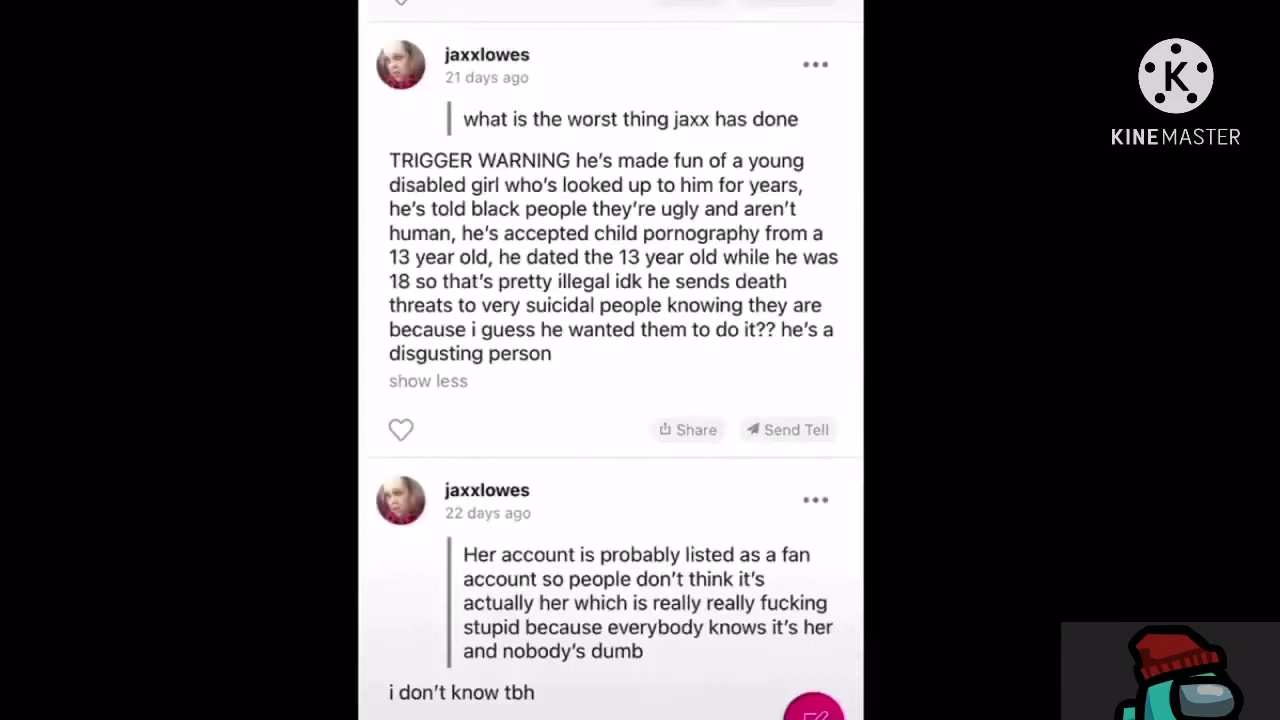 jaxxlowes
21 days ago
what is the worst thing jaxx has done
TRIGGER WARNING he's made fun of a young
disabled girl who's looked up to him for years,
he's told black people they're ugly and aren't
human, he's accepted child pornography from a
13 year old, he dated the 13 year old while he was
18 so that's pretty illegal idk he sends death
threats to very suicidal people knowing they are
because i guess he wanted them to do it?? he's a
disgusting person
show less
Share
Send Tell
jaxxlowes
22 days ago
Her account is probably listed as a fan
account so people don't think it's
actually her which is really really fucking
stupid because everybody knows it's her
and nobody's dumb
i don't know tbh
K
KINEMASTER